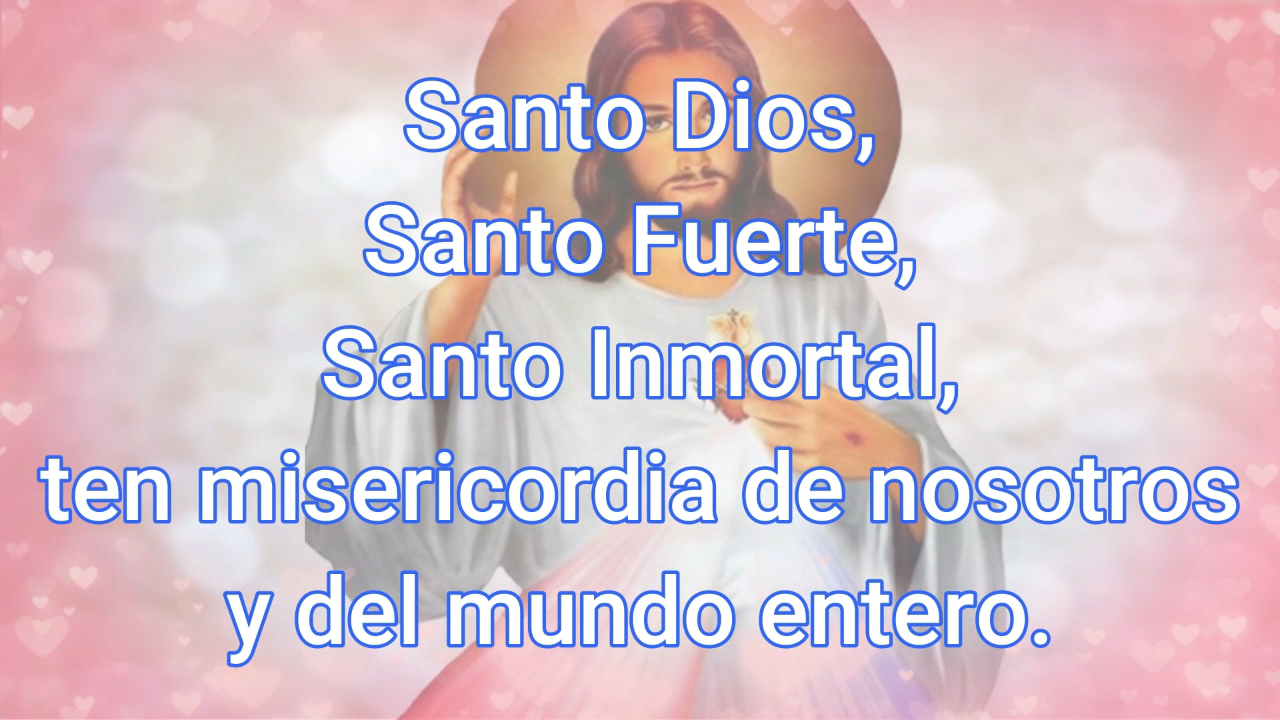 Santo Dios,
Santo Fuerte,
Santo Inmortal,
ten misericordia de nosotros
y del mundo entero.